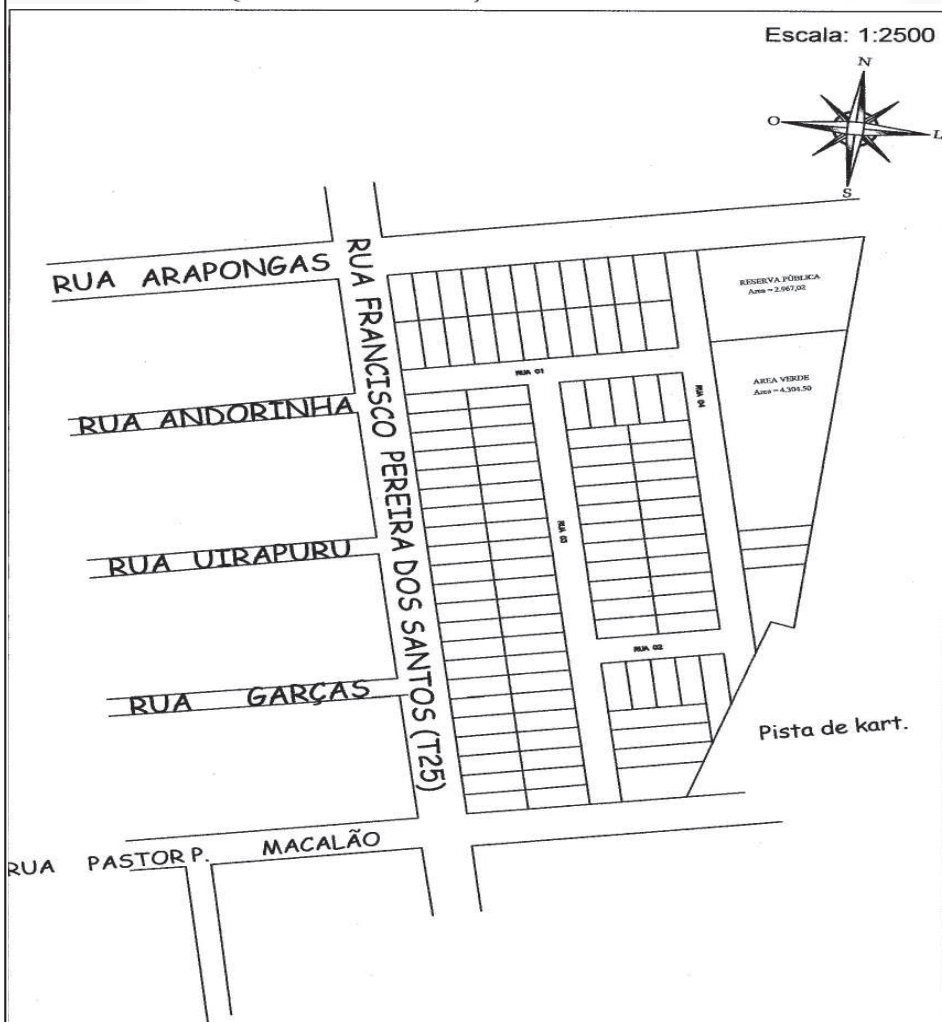 Escala: 1:2500
N
O
L
S
RUA ARAPONGAS
RESERVA PÚBLICA
Area = 2.967,02
RUA FRANCISCO PEREIRA DOS SANTOS (T25)
RUA 01
AREA VERDE
Area = 4.304.50
RUA 04
RUA ANDORINHA
RUA 03
RUA UIRAPURU
RUA 02
RUA GARÇAS
Pista de kart.
RUA PASTOR P. MACALÃO